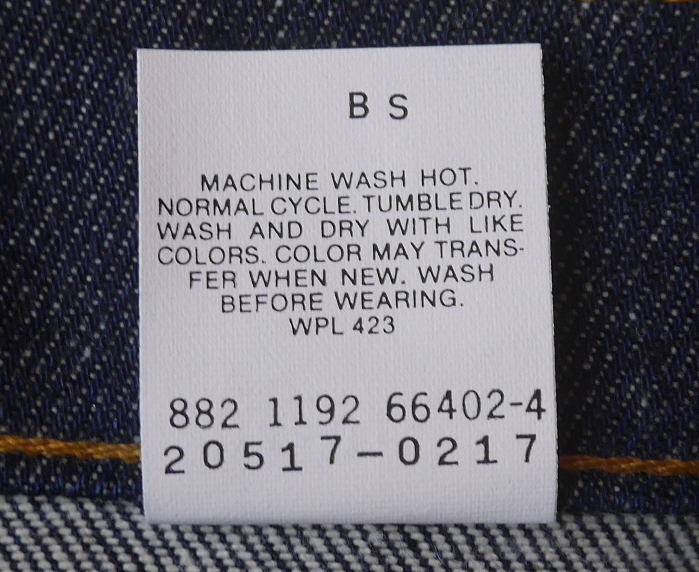 B S
MACHINE WASH HOT.
NORMAL CYCLE. TUMBLE DRY.
WASH AND DRY WITH LIKE
COLORS. COLOR MAY TRANS-
FER WHEN NEW. WASH
BEFORE WEARING.
WPL 423
882 1192 66402-4
20517-0217